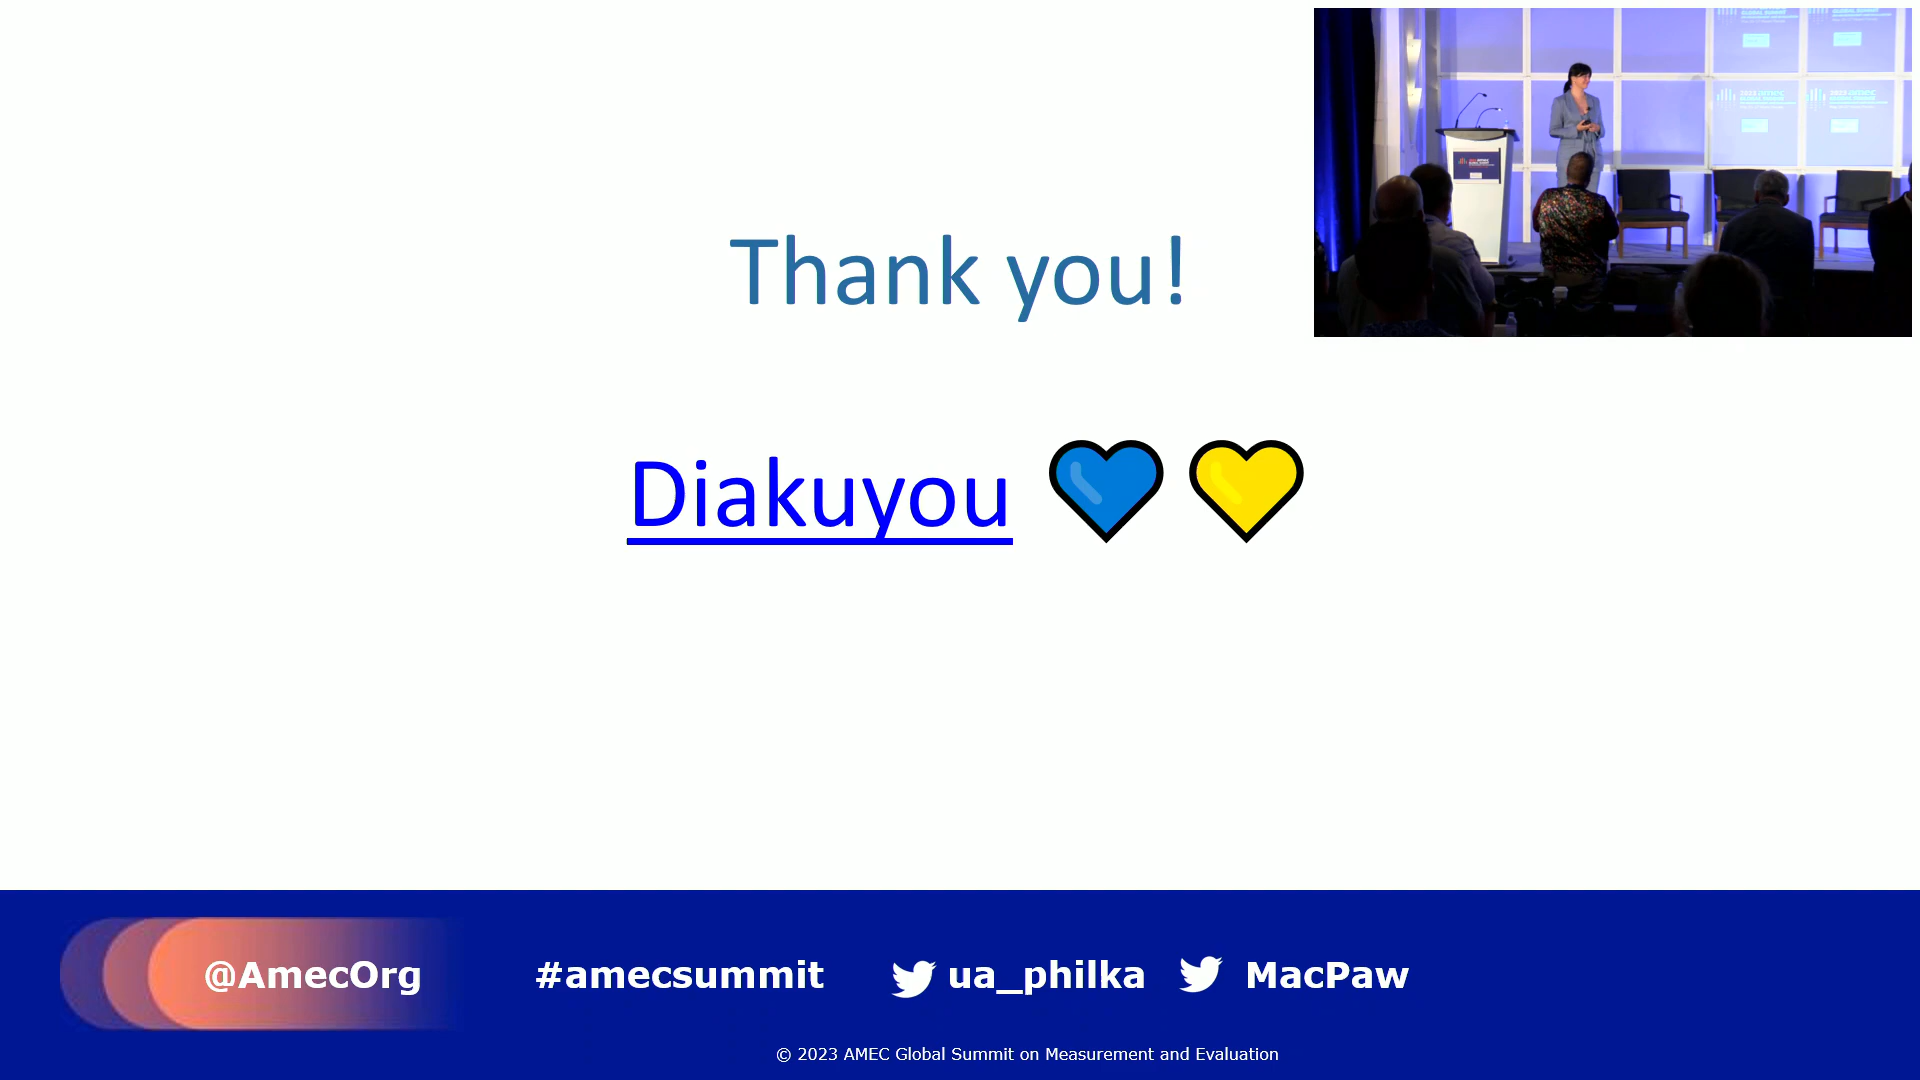 Thank you!
Diakuyou
@AmecOrg
#amecsummit
ua_philka
MacPaw
© 2023 AMEC Global Summit on Measurement and Evaluation